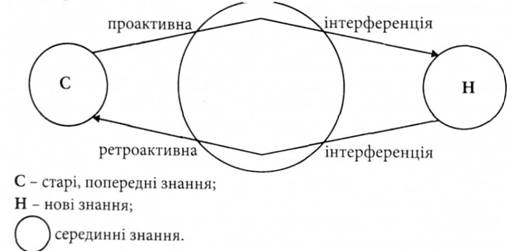 проактивна інтерференція
С Н
ретроактивна інтерференція
С – старі, попередні знання;
Н – нові знання;
серединні знання.